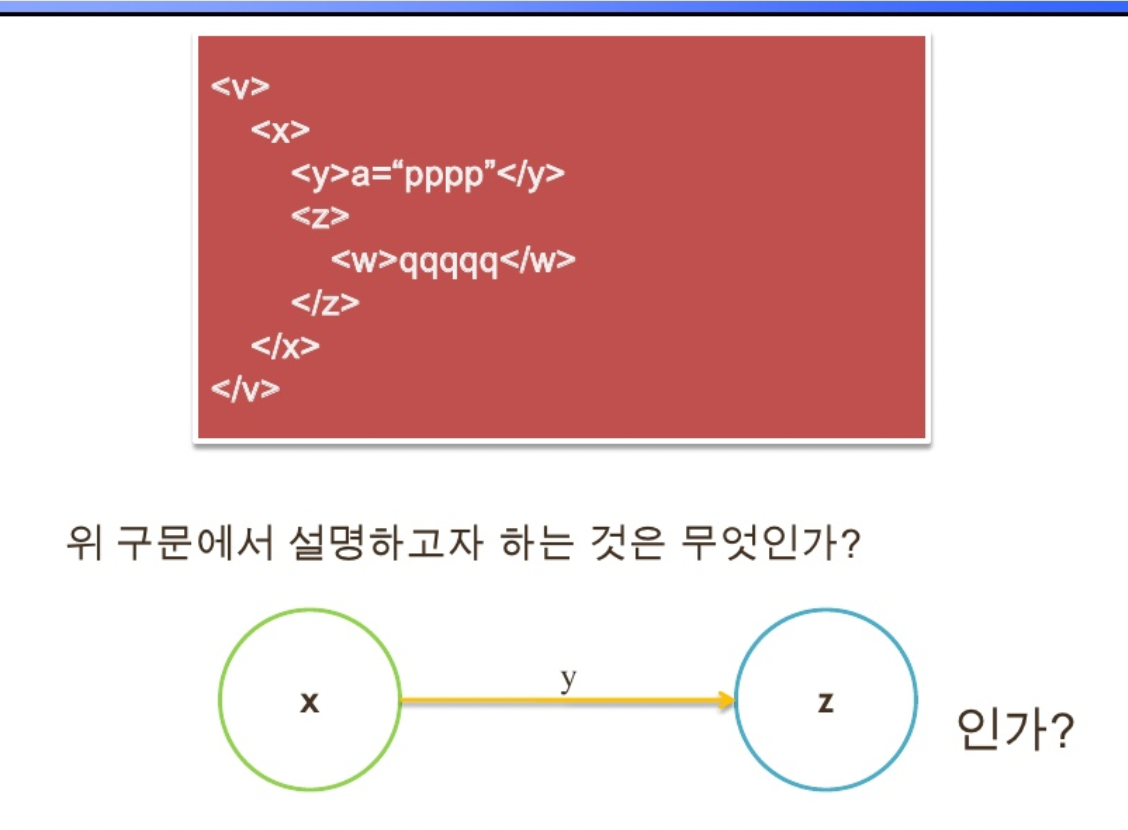 <v>
<x>
<y>a=“pppp”</y>
<z>
<w>qqqqq</w>
</z>
</x>
</v>
위 구문에서 설명하고자 하는 것은 무엇인가?
y
x z
인가?